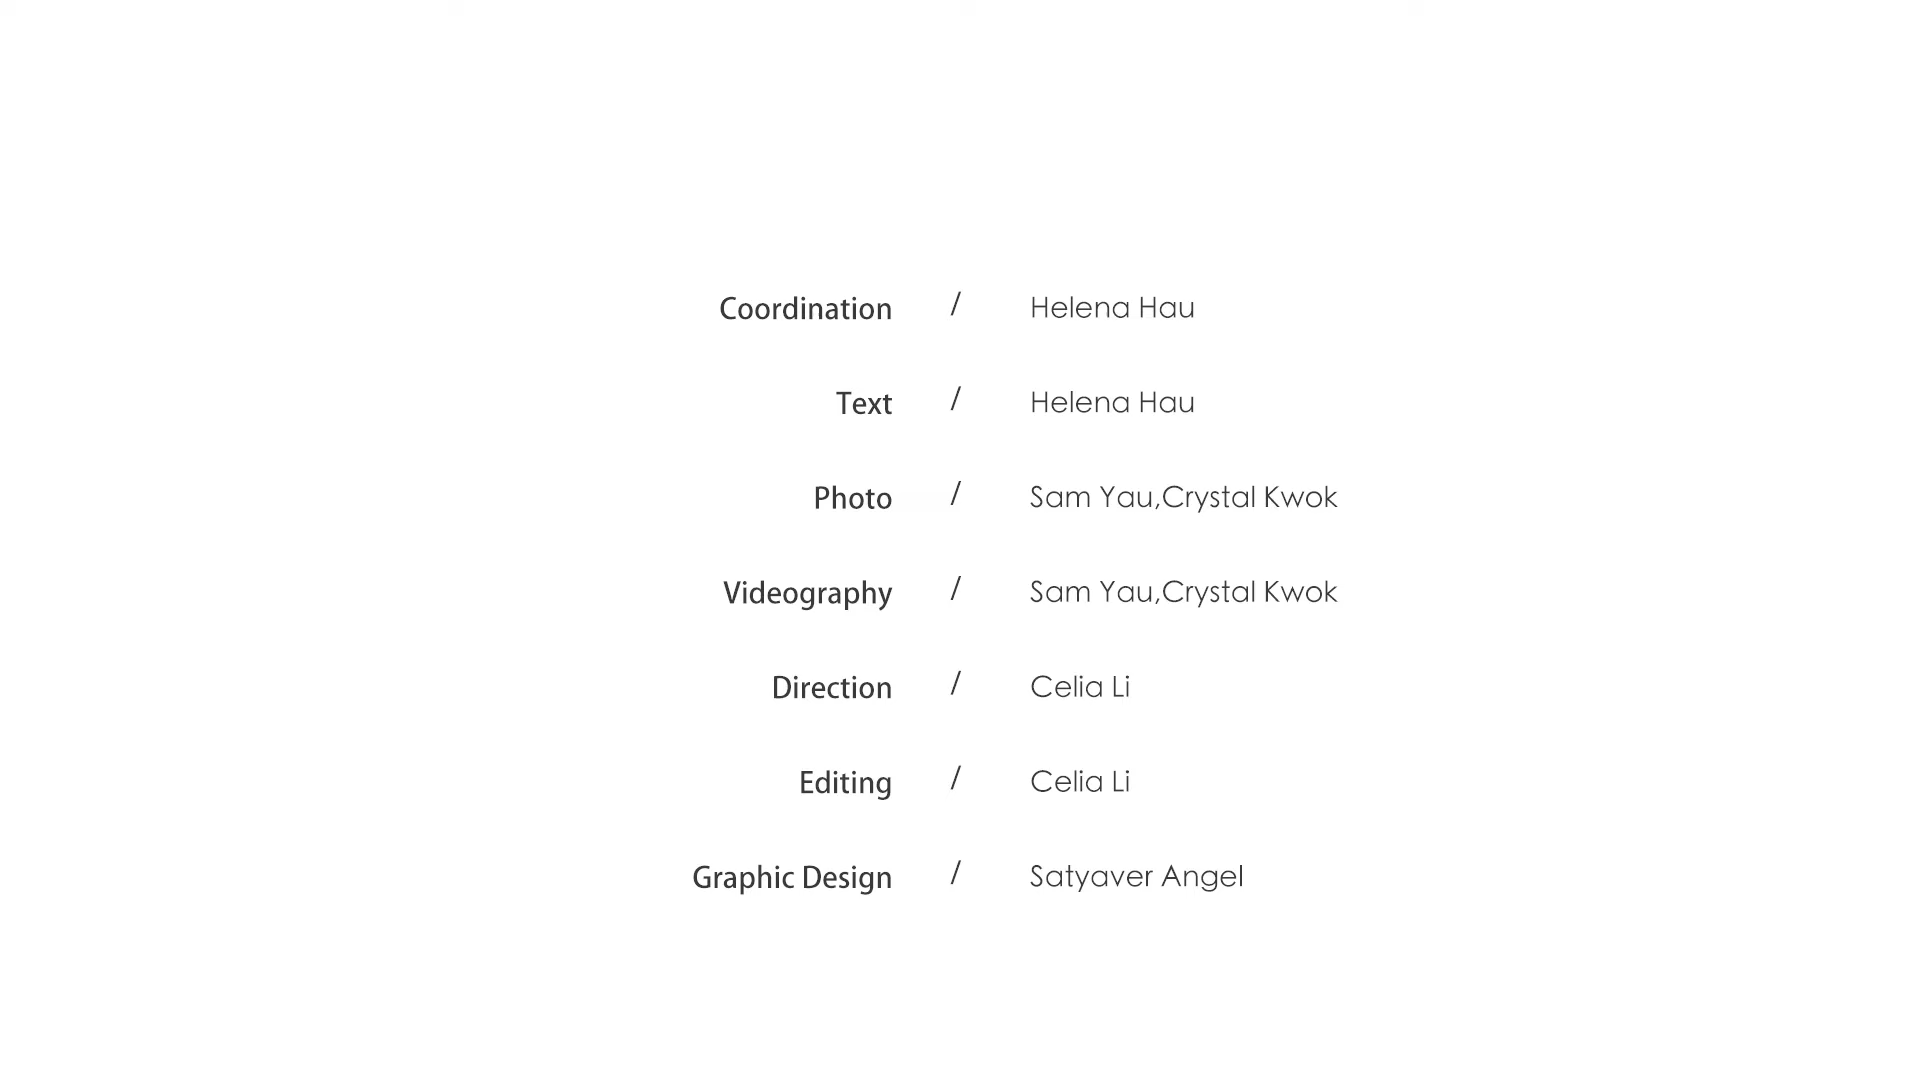 Coordination / Helena Hau
Text / Helena Hau
Photo / Sam Yau,Crystal Kwok
Videography / Sam Yau,Crystal Kwok
Direction / Celia Li
Editing / Celia Li
Graphic Design / Satyaver Angel